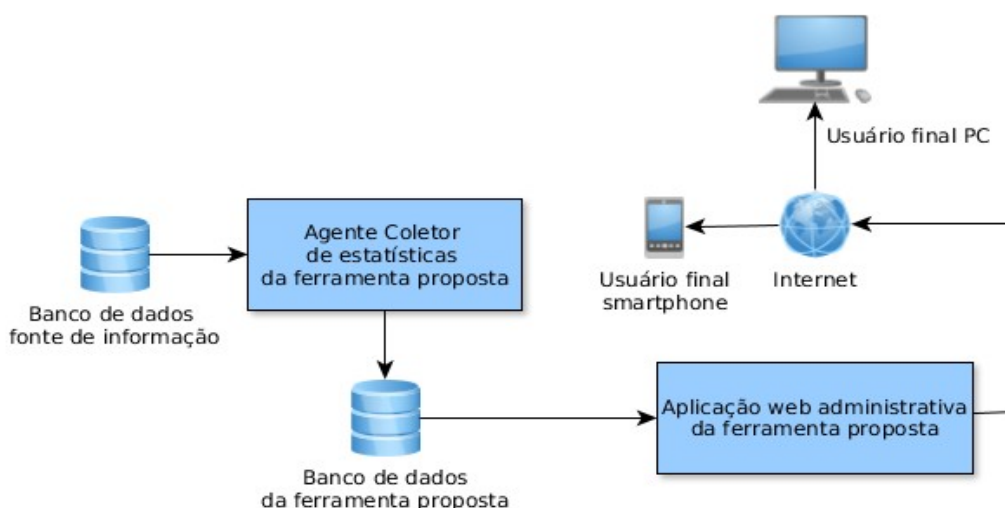 Usuário final PC
Agente Coletor
de estatísticas
da ferramenta proposta
Usuário final
smartphone
Internet
Banco de dados
fonte de informação
Aplicação web administrativa
da ferramenta proposta
Banco de dados
da ferramenta proposta